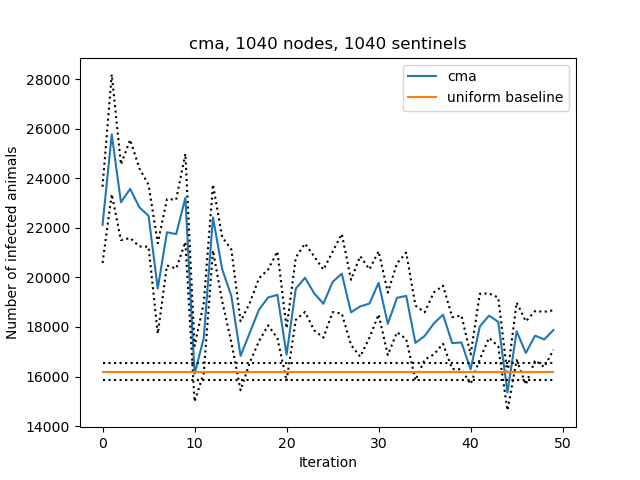 cma, 1040 nodes, 1040 sentinels
cma
uniform baseline
Number of infected animals
28000
26000
24000
22000
20000
18000
16000
14000
0 10 20 30 40 50
Iteration